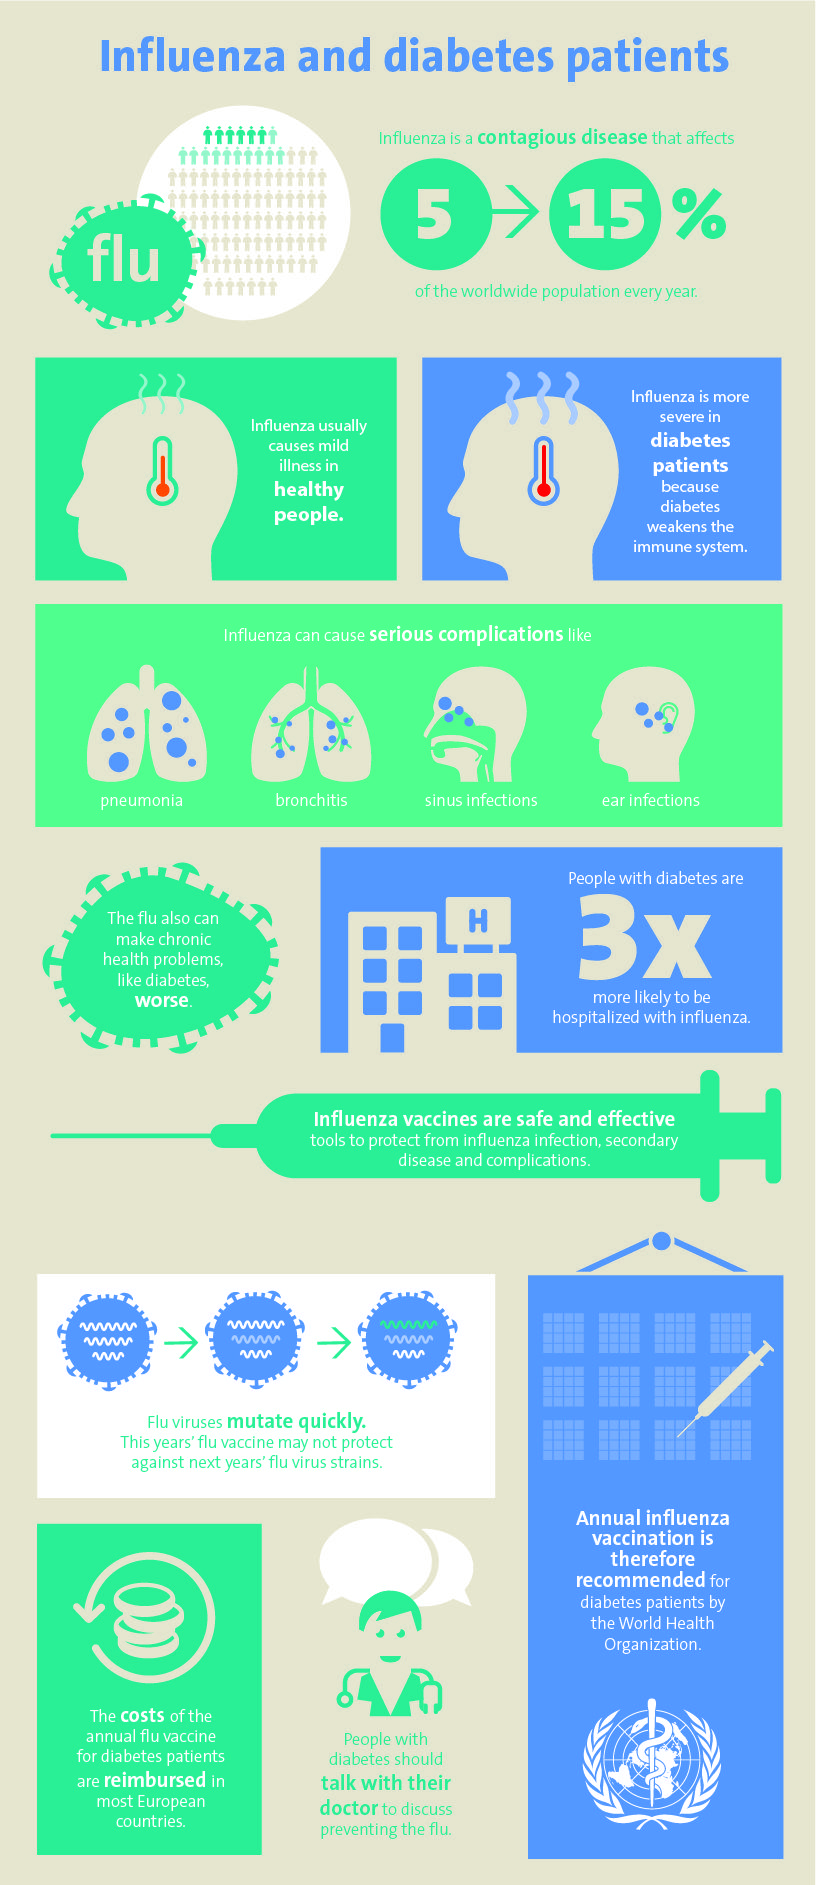 Influenza and diabetes patients
flu
Influenza is a contagious disease that affects
5 15 %
of the worldwide population every year.
Influenza usually
causes mild
illness in
healthy
people.
Influenza is more
severe in
diabetes
patients
because
diabetes
weakens the
immune system.
Influenza can cause serious complications like
pneumonia
bronchitis
sinus infections
ear infections
The flu also can
make chronic
health problems,
like diabetes,
worse.
H
People with diabetes are
3x
more likely to be
hospitalized with influenza.
Influenza vaccines are safe and effective
tools to protect from influenza infection, secondary
disease and complications.
Flu viruses mutate quickly.
This years' flu vaccine may not protect
against next years' flu virus strains.
Annual influenza
vaccination is
therefore
recommended for
diabetes patients by
the World Health
Organization.
The costs of the
annual flu vaccine
for diabetes patients
are reimbursed in
most European
countries.
People with
diabetes should
talk with their
doctor to discuss
preventing the flu.